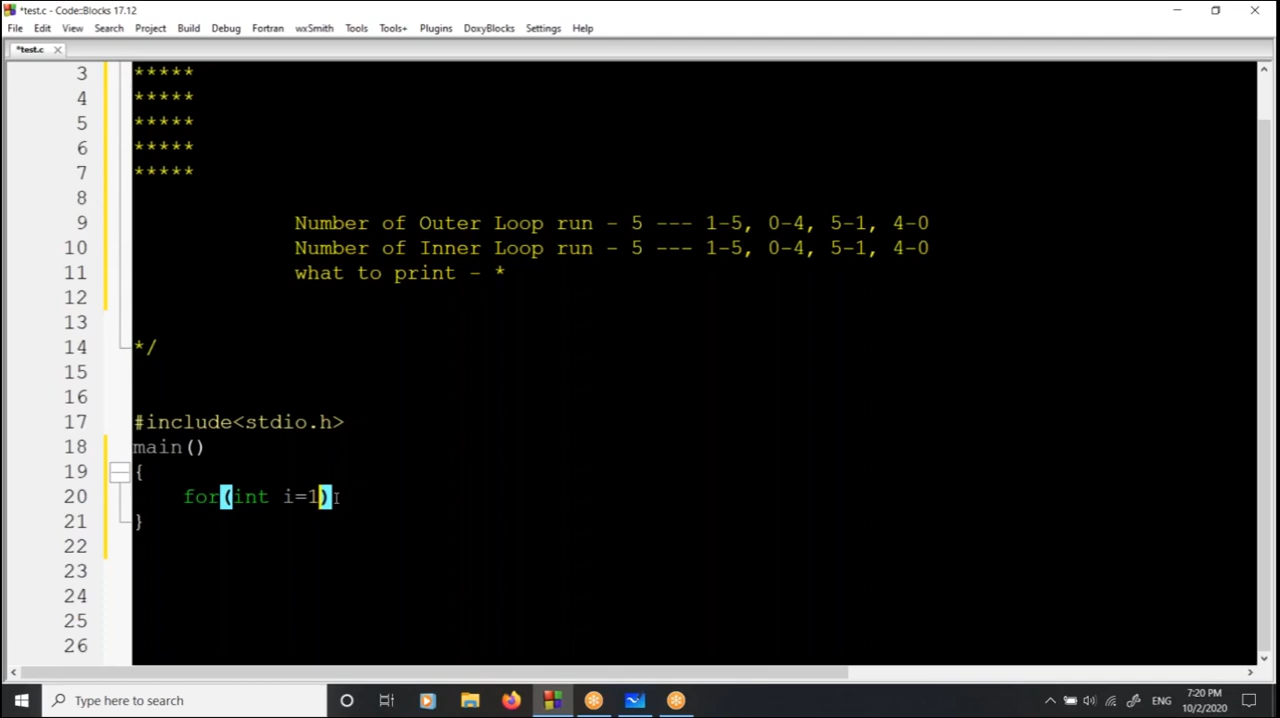 *test.c - Code::Blocks 17.12
File Edit View Search Project Build Debug Fortran wxSmith Tools Tools+ Plugins DoxyBlocks Settings Help
*test.c
3 *****
4 *****
5 *****
6 *****
7 *****
8
9 Number of Outer Loop run - 5 --- 1-5, 0-4, 5-1, 4-0
10 Number of Inner Loop run - 5 --- 1-5, 0-4, 5-1, 4-0
11 what to print - *
12
13
14 */
15
16
17 #include<stdio.h>
18 main()
19 {
20 for(int i=1)
21 }
22
23
24
25
26
Type here to search
ENG
7:20 PM
10/2/2020